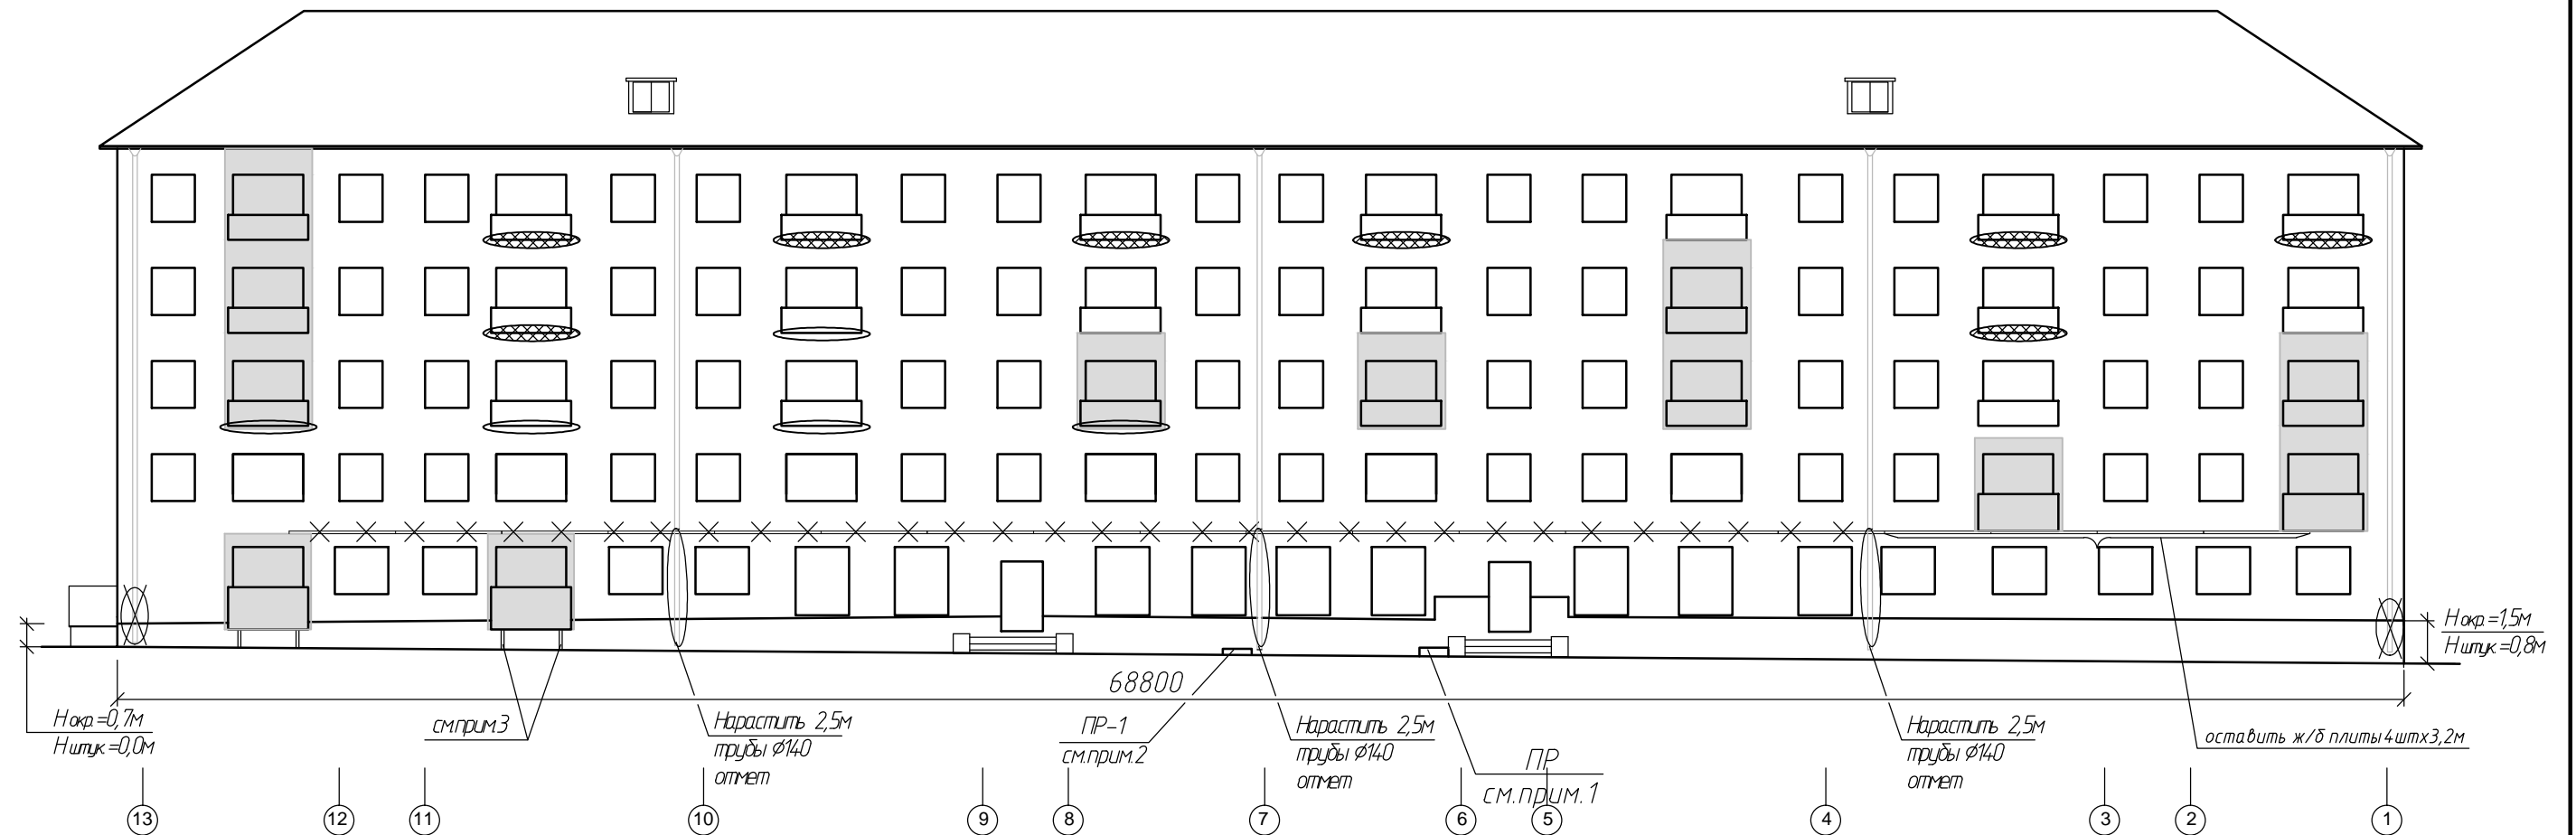 Нокр.=1,5м
Нштук.=0,8м
68800
Нокр.=0,7м
Нштук.=0,0м
см.прим.3
Нарастить 2,5м
трубы Ø140
отмет
ПР-1
см.прим.2
Нарастить 2,5м
трубы Ø140
отмет
ПР
см.прим.1
Нарастить 2,5м
трубы Ø140
отмет
оставить ж/б плиты 4штх3,2м
13 12 11 10 9 8 7 6 5 4 3 2 1